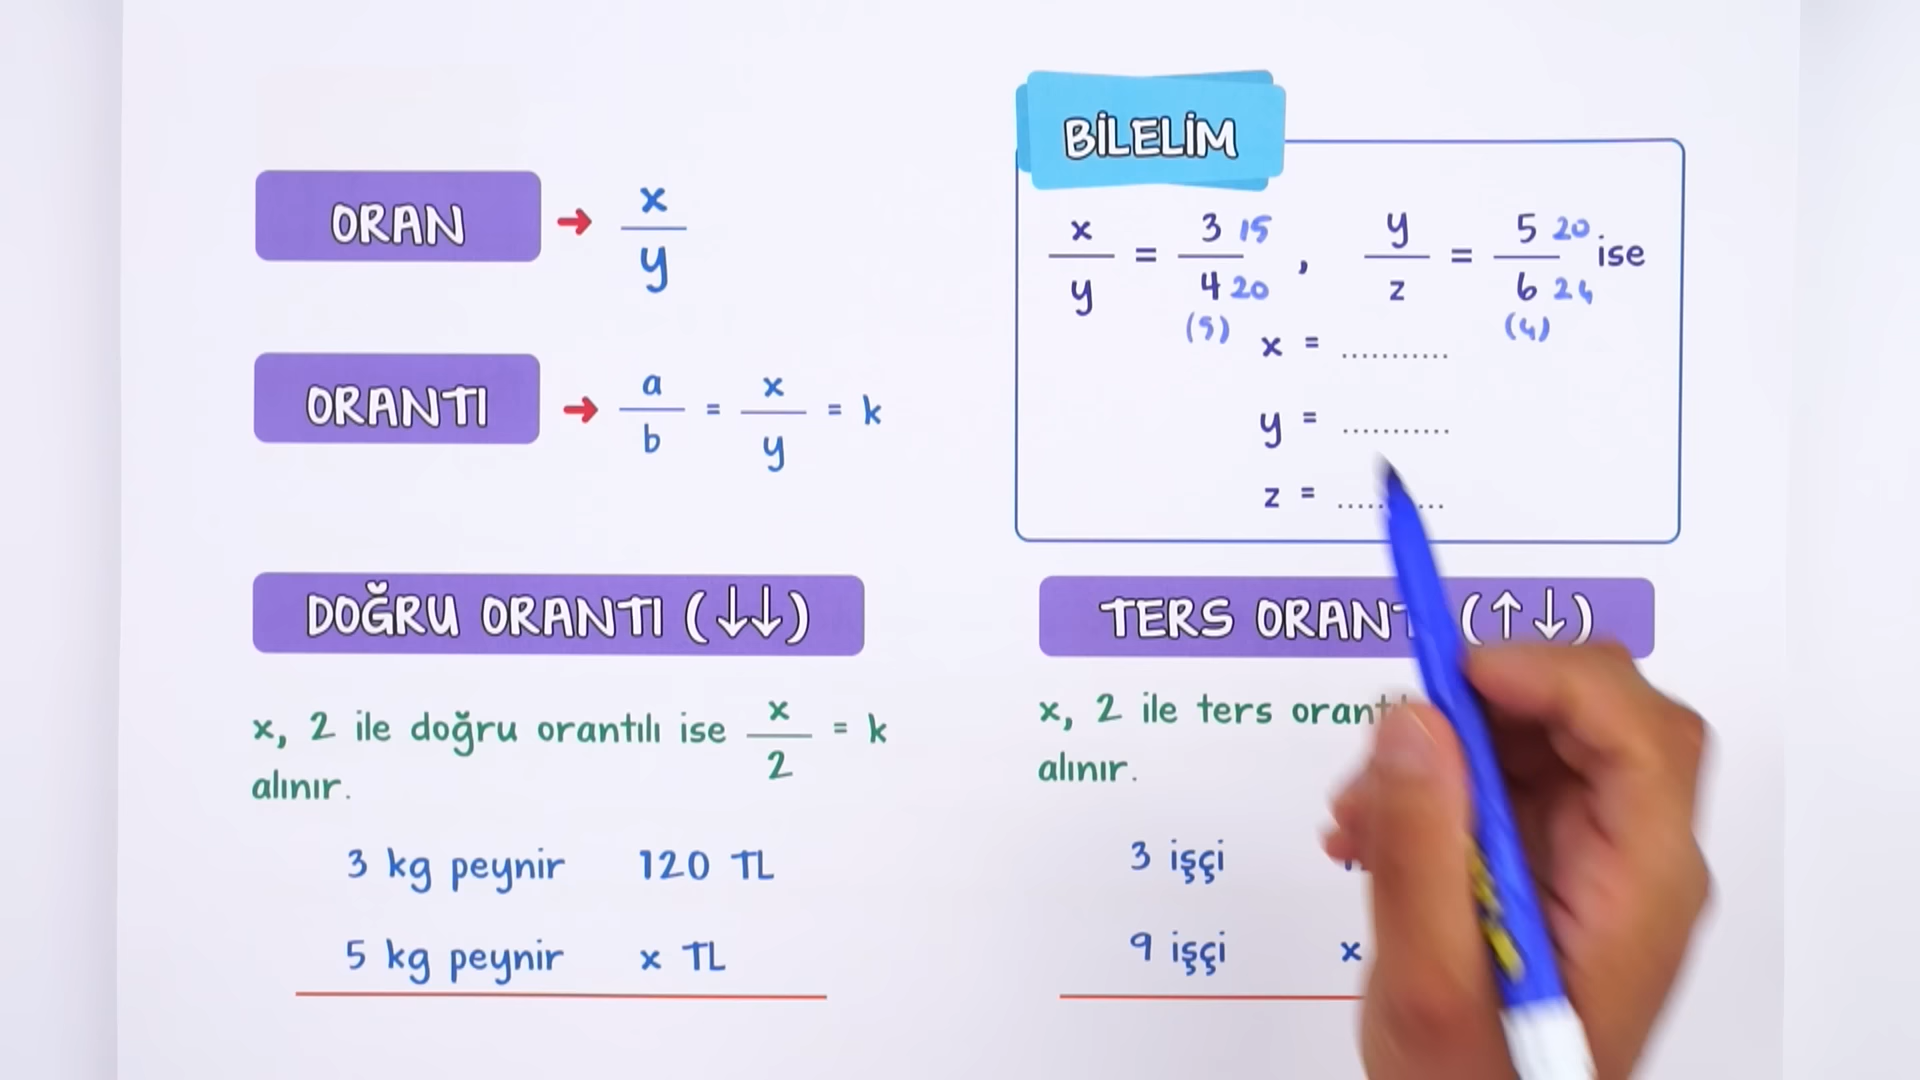 ORAN → x/y
ORANTI → a/b = x/y = k
BİLELİM
x/y = 3/4 15/20 (5) , y/z = 5/6 20/24 (4) ise
x = ...........
y = ...........
z = ...........
DOĞRU ORANTI (↓↓)
x, 2 ile doğru orantılı ise x/2 = k
alınır.
3 kg peynir 120 TL
5 kg peynir x TL
TERS ORANT (↑↓)
x, 2 ile ters
alınır.
3 işçi
9 işçi x